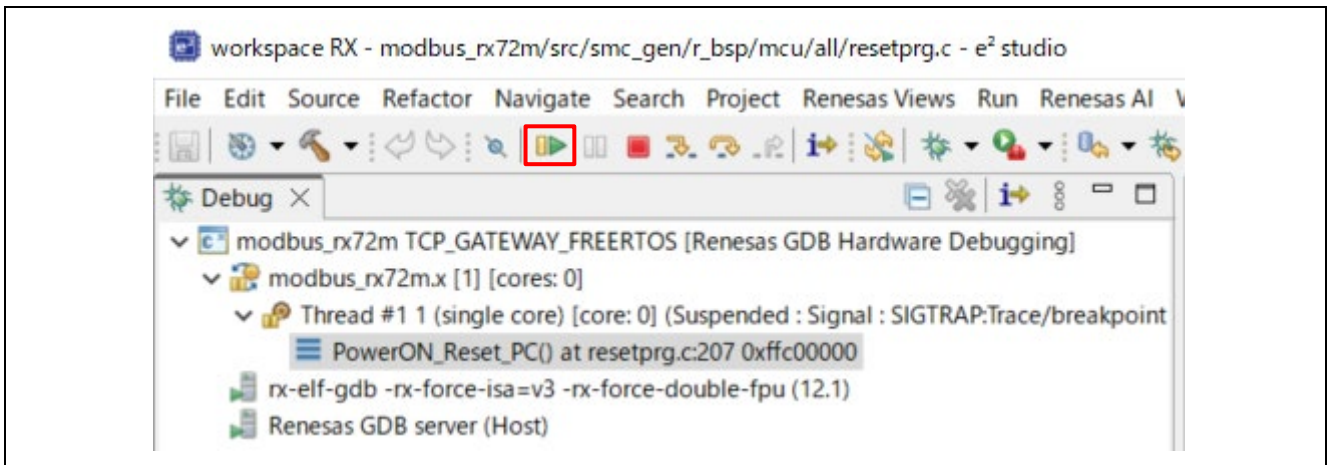 workspace RX - modbus_rx72m/src/smc_gen/r_bsp/mcu/all/resetprg.c - e² studio
File Edit Source Refactor Navigate Search Project Renesas Views Run Renesas AI
Debug
modbus_rx72m TCP_GATEWAY_FREERTOS [Renesas GDB Hardware Debugging]
modbus_rx72m.x [1] [cores: 0]
Thread #1 1 (single core) [core: 0] (Suspended : Signal : SIGTRAP:Trace/breakpoint
PowerON_Reset_PC() at resetprg.c:207 0xffc00000
rx-elf-gdb -rx-force-isa=v3 -rx-force-double-fpu (12.1)
Renesas GDB server (Host)